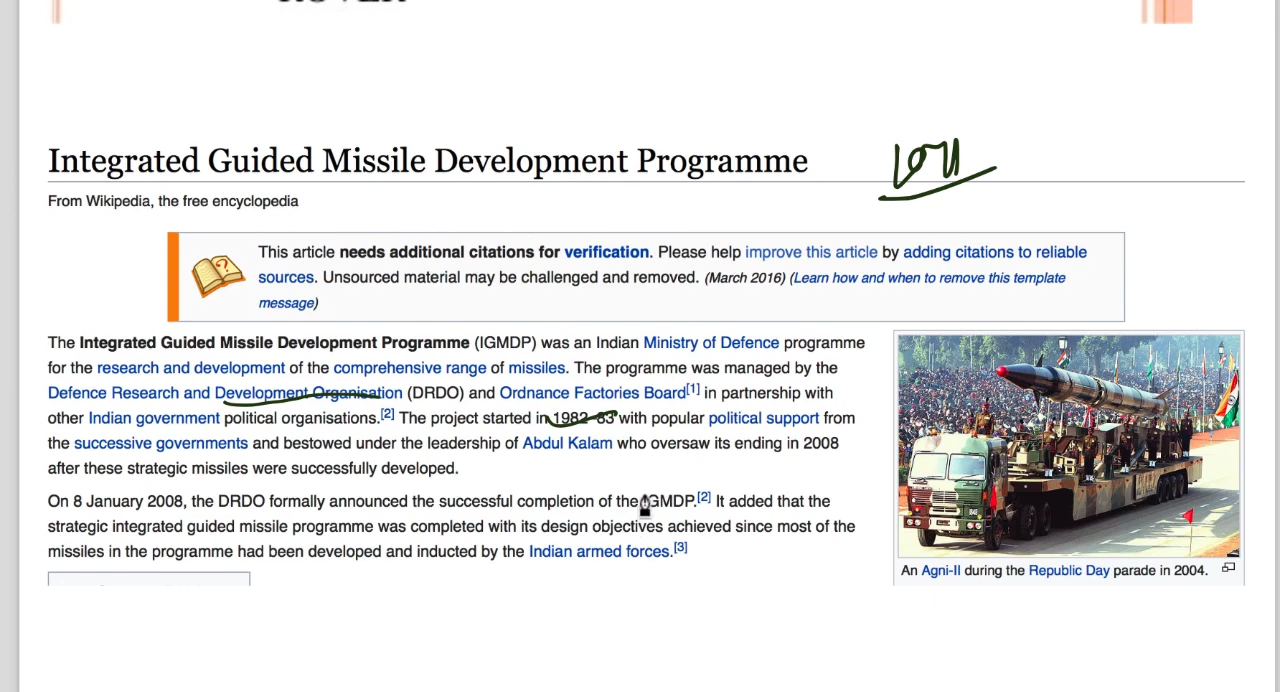 Integrated Guided Missile Development Programme
From Wikipedia, the free encyclopedia
This article needs additional citations for verification. Please help improve this article by adding citations to reliable
sources. Unsourced material may be challenged and removed. (March 2016) (Learn how and when to remove this template
message)
The Integrated Guided Missile Development Programme (IGMDP) was an Indian Ministry of Defence programme
for the research and development of the comprehensive range of missiles. The programme was managed by the
Defence Research and Development Organisation (DRDO) and Ordnance Factories Board[1] in partnership with
other Indian government political organisations.[2] The project started in 1982–83 with popular political support from
the successive governments and bestowed under the leadership of Abdul Kalam who oversaw its ending in 2008
after these strategic missiles were successfully developed.
On 8 January 2008, the DRDO formally announced the successful completion of the IGMDP.[2] It added that the
strategic integrated guided missile programme was completed with its design objectives achieved since most of the
missiles in the programme had been developed and inducted by the Indian armed forces.[3]
An Agni-II during the Republic Day parade in 2004.